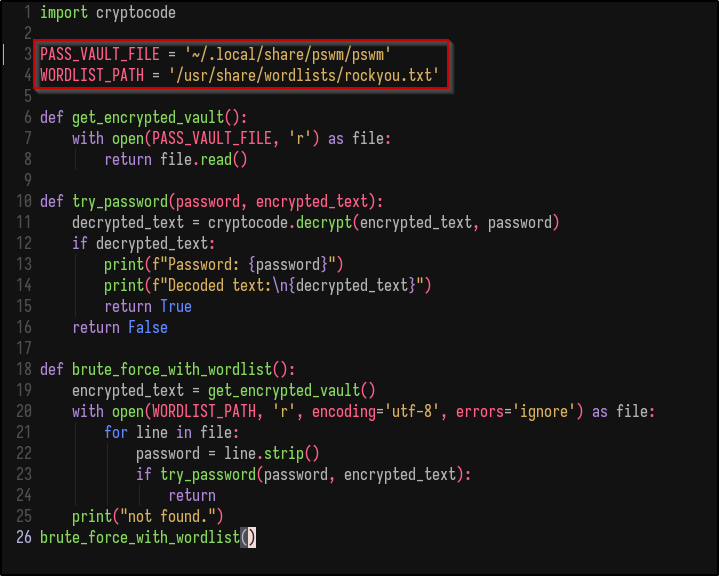 1 import cryptocode
2
3 PASS_VAULT_FILE = '~/.local/share/pswm/pswm'
4 WORDLIST_PATH = '/usr/share/wordlists/rockyou.txt'
5
6 def get_encrypted_vault():
7     with open(PASS_VAULT_FILE, 'r') as file:
8         return file.read()
9
10 def try_password(password, encrypted_text):
11     decrypted_text = cryptocode.decrypt(encrypted_text, password)
12     if decrypted_text:
13         print(f"Password: {password}")
14         print(f"Decoded text:\n{decrypted_text}")
15         return True
16     return False
17
18 def brute_force_with_wordlist():
19     encrypted_text = get_encrypted_vault()
20     with open(WORDLIST_PATH, 'r', encoding='utf-8', errors='ignore') as file:
21         for line in file:
22             password = line.strip()
23             if try_password(password, encrypted_text):
24                 return
25     print("not found.")
26 brute_force_with_wordlist()